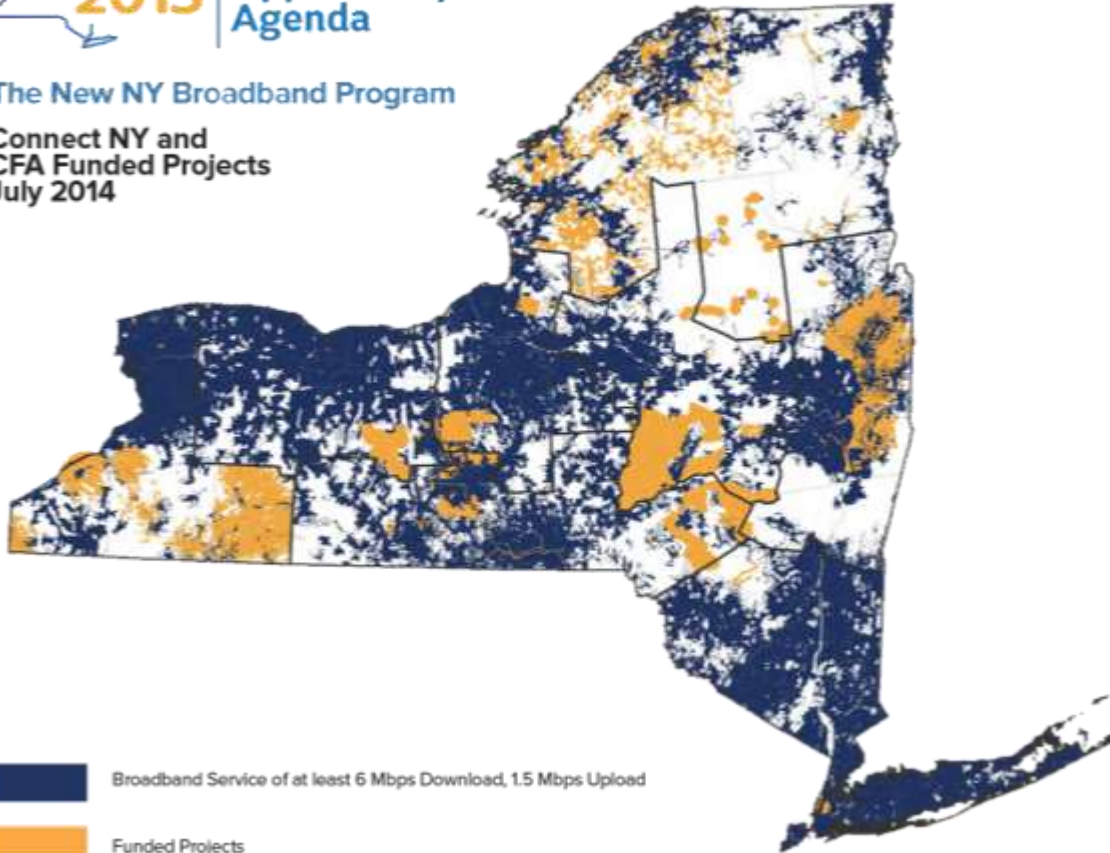 2015
Agenda
The New NY Broadband Program
Connect NY and
CFA Funded Projects
July 2014
Broadband Service of at least 6 Mbps Download, 1.5 Mbps Upload
Funded Projects